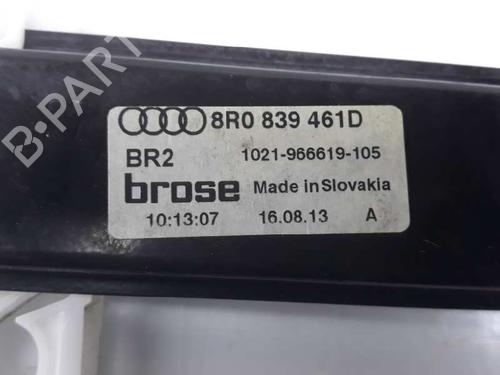 B-PART
8R0 839 461D
BR2 1021-966619-105
brose Made in Slovakia
10:13:07 16.08.13 A